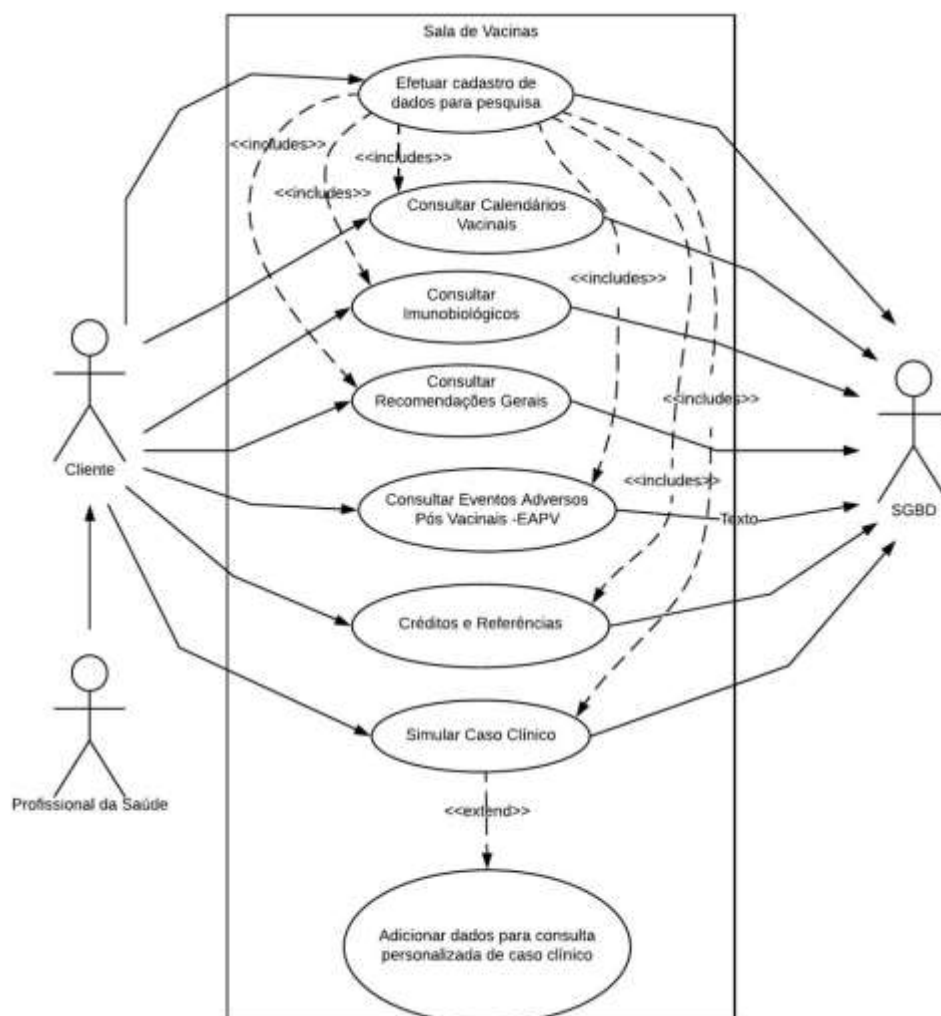 Sala de Vacinas
Efetuar cadastro de
dados para pesquisa
<<includes>>
<<includes>>
<<includes>>
Consultar Calendários
Vacinais
<<includes>>
Consultar
Imunobiológicos
Consultar
Recomendações Gerais
<<includes>>
Cliente
<<includes>>
Consultar Eventos Adversos
Pós Vacinais -EAPV
Texto
SGBD
Créditos e Referências
Simular Caso Clínico
Profissional da Saúde
<<extend>>
Adicionar dados para consulta
personalizada de caso clínico